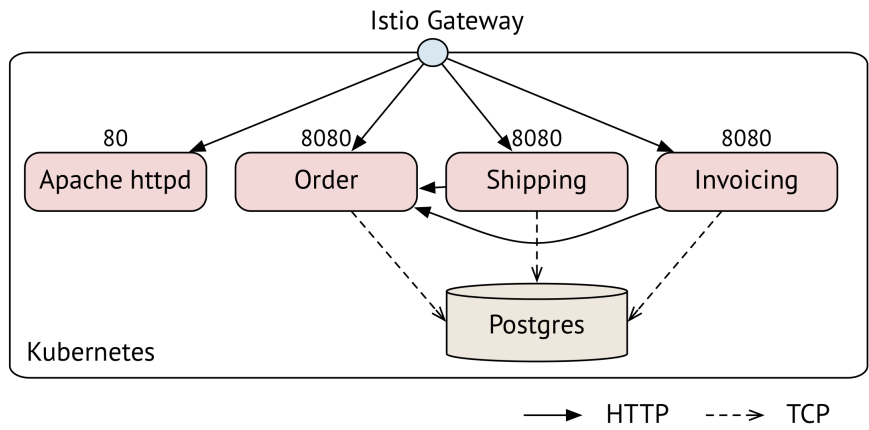 Istio Gateway
80
8080
8080
8080
Apache httpd
Order
Shipping
Invoicing
Postgres
Kubernetes
HTTP
TCP